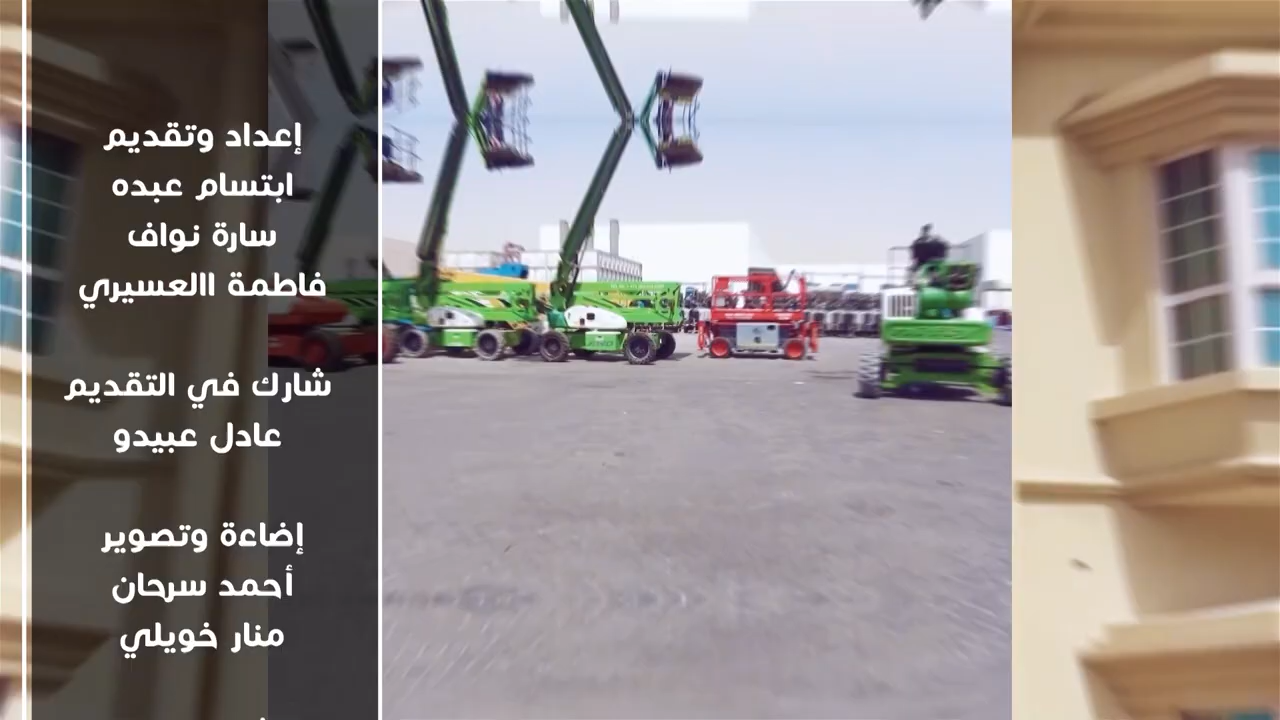 إعداد وتقديم
ابتسام عبده
سارة نواف
فاطمة االعسيري
شارك في التقديم
عادل عبيدو
إضاءة وتصوير
أحمد سرحان
منار خويلي